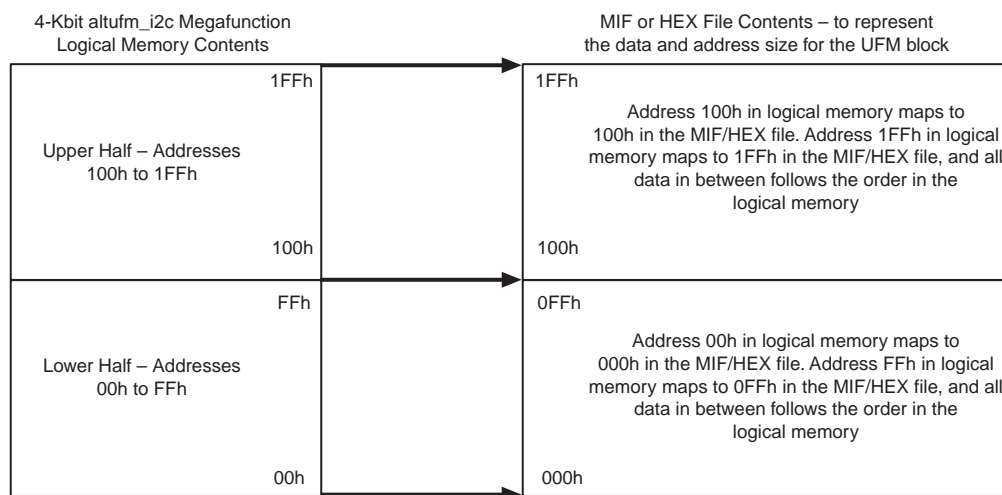 4-Kbit altufm_i2c Megafunction
Logical Memory Contents
MIF or HEX File Contents – to represent
the data and address size for the UFM block
1FFh
Upper Half – Addresses
100h to 1FFh
100h
1FFh
Address 100h in logical memory maps to
100h in the MIF/HEX file. Address 1FFh in logical
memory maps to 1FFh in the MIF/HEX file, and all
data in between follows the order in the
logical memory
100h
FFh
Lower Half – Addresses
00h to FFh
00h
0FFh
Address 00h in logical memory maps to
000h in the MIF/HEX file. Address FFh in logical
memory maps to 0FFh in the MIF/HEX file, and all
data in between follows the order in the
logical memory
000h